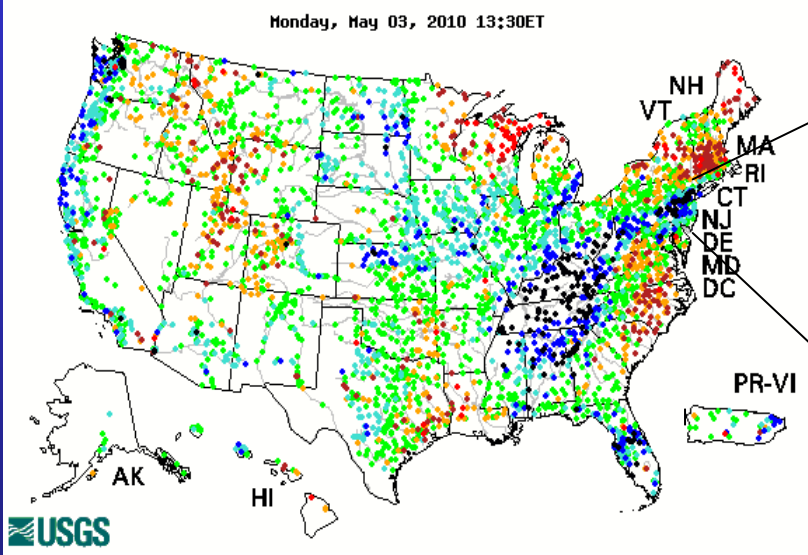 Monday, May 03, 2010 13:30ET
NH
VT
MA
RI
CT
NJ
DE
MD
DC
PR-VI
AK
HI
USGS